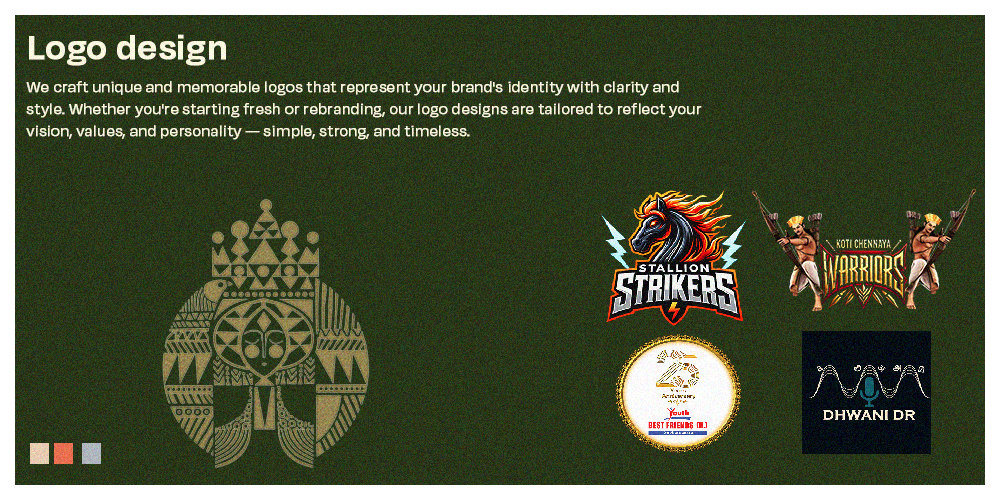 Logo design
We craft unique and memorable logos that represent your brand's identity with clarity and
style. Whether you're starting fresh or rebranding, our logo designs are tailored to reflect your
vision, values, and personality — simple, strong, and timeless.
STALLION
STRIKERS
KOTI CHENNAYA
WARRIORS
25
Anniversary
Youth
BEST FRIENDS (R.)
DHWANI DR